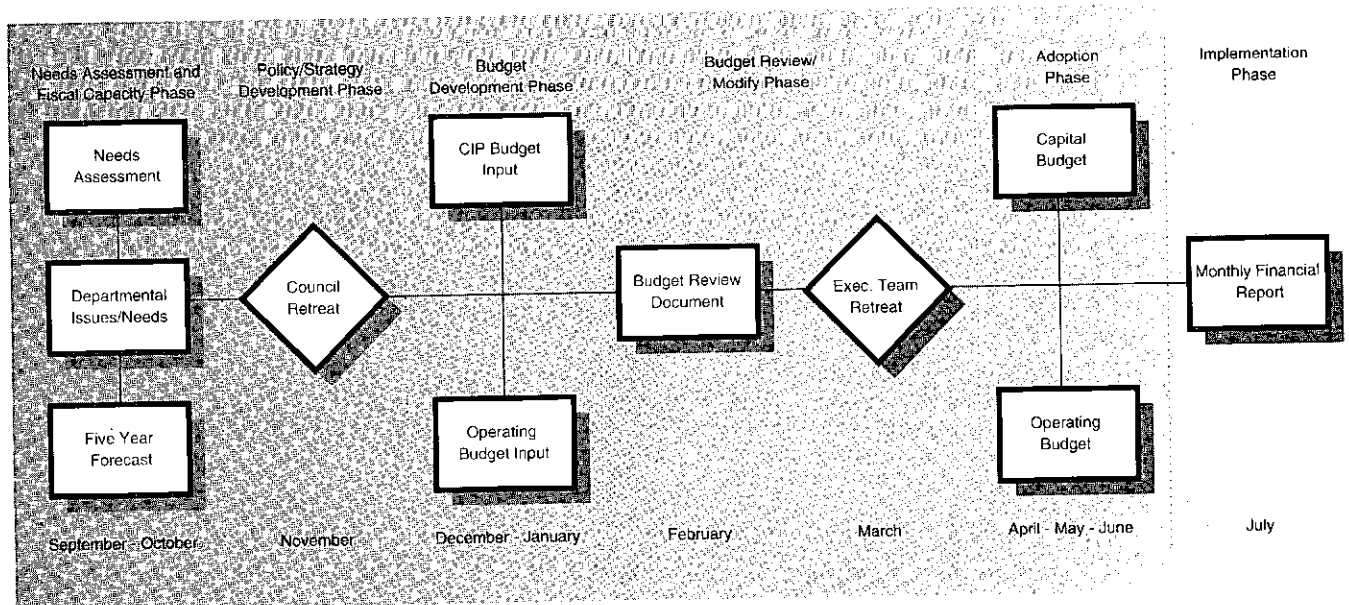 Needs Assessment and
Fiscal Capacity Phase
Policy/Strategy
Development Phase
Budget
Development Phase
Budget Review/
Modify Phase
Adoption
Phase
Implementation
Phase
Needs
Assessment
CIP Budget
Input
Capital
Budget
Departmental
Issues/Needs
Council
Retreat
Budget Review
Document
Exec. Team
Retreat
Monthly Financial
Report
Five Year
Forecast
Operating
Budget Input
Operating
Budget
September - October
November
December - January
February
March
April - May - June
July